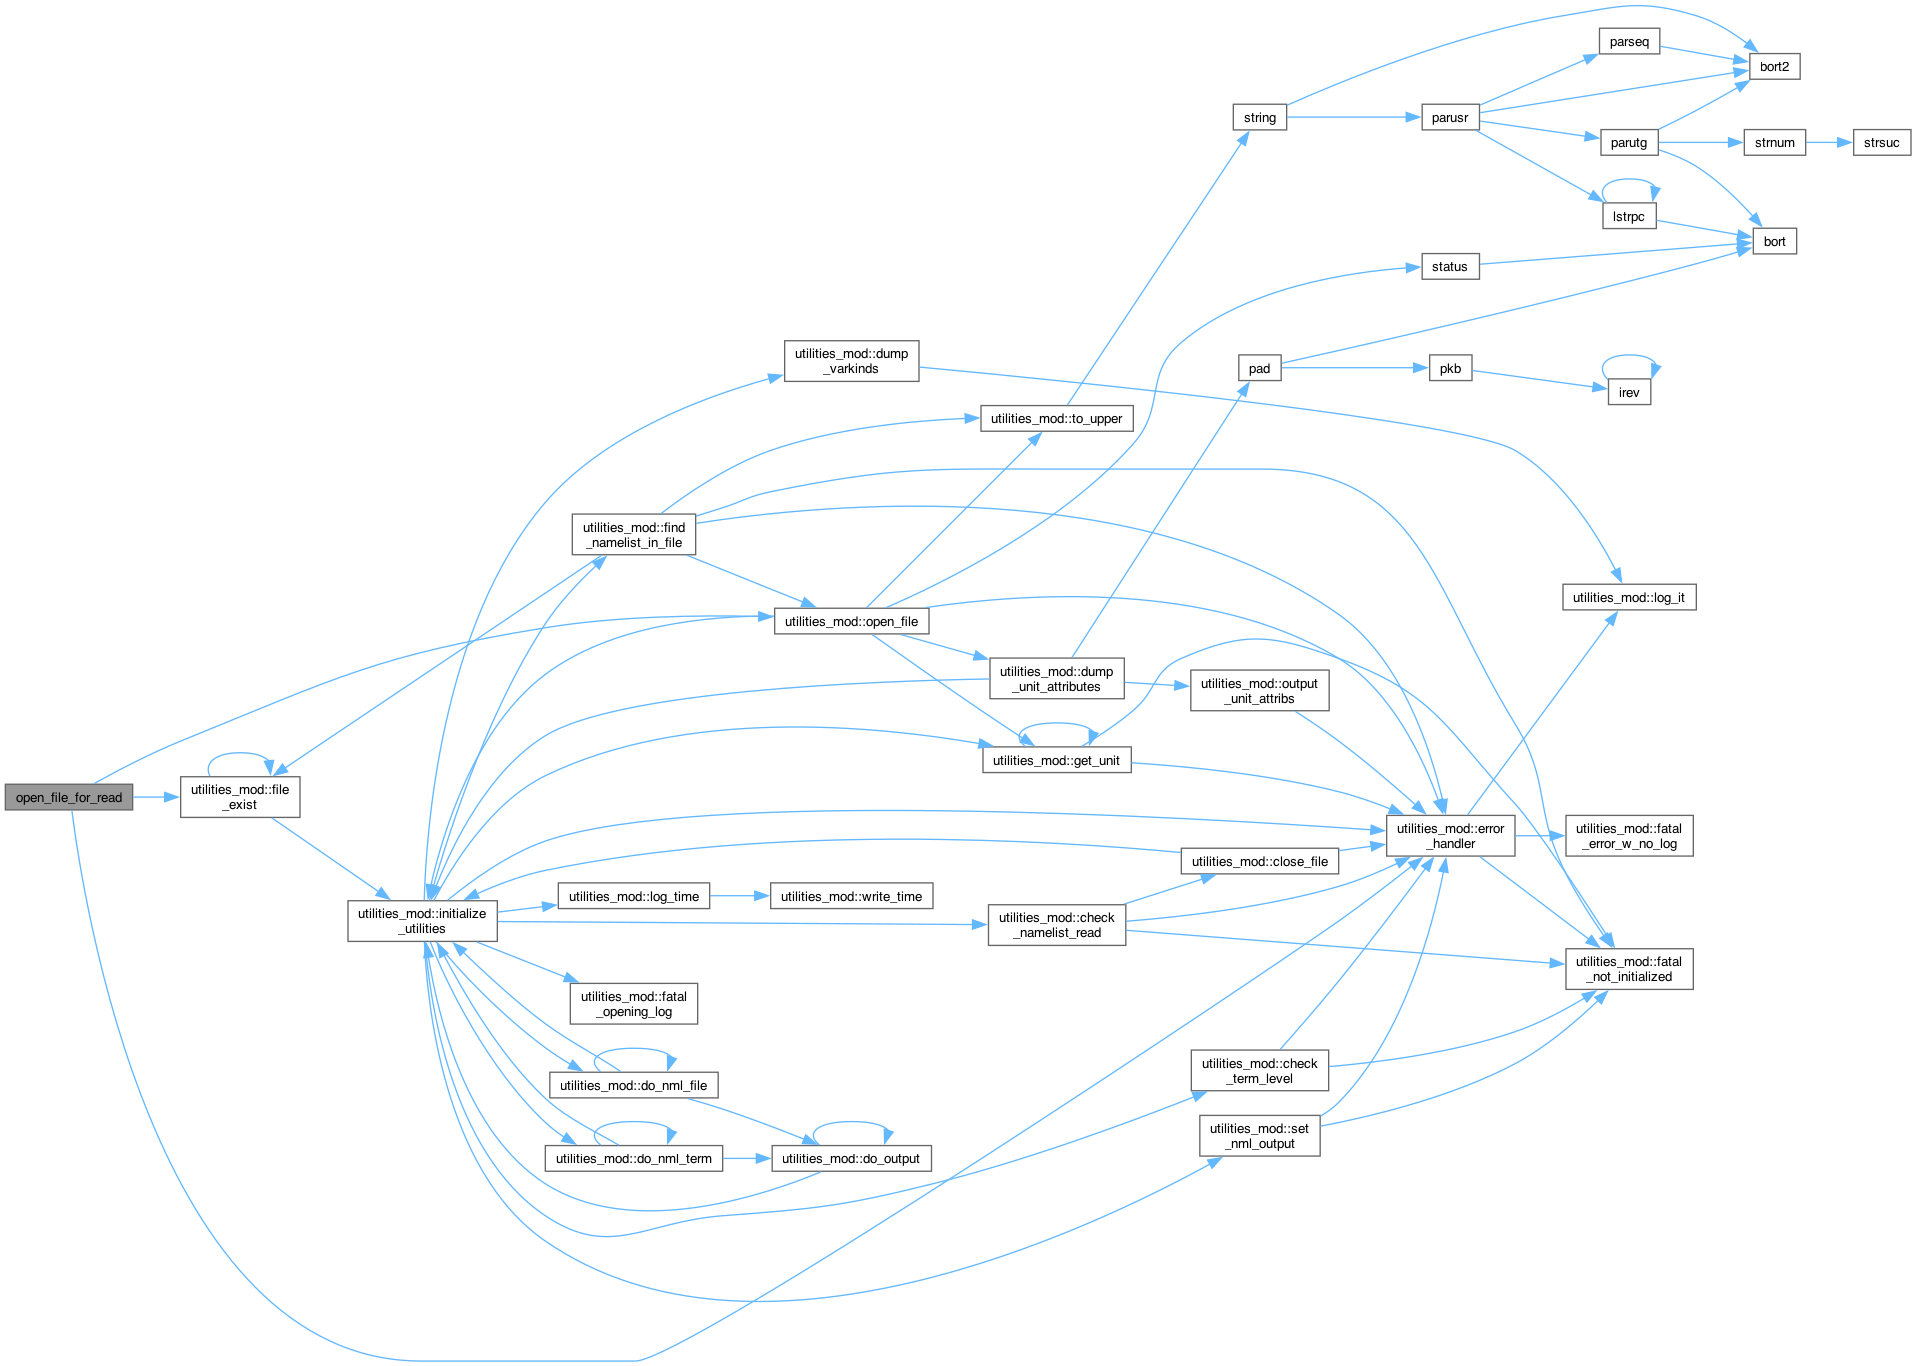 parseq
bort2
string
parusr
parutg
strnum
strsuc
lstrpc
bort
status
utilities_mod::dump
_varkinds
pad
pkb
irev
utilities_mod::to_upper
utilities_mod::find
_namelist_in_file
utilities_mod::log_it
utilities_mod::open_file
utilities_mod::dump
_unit_attributes
utilities_mod::output
_unit_attribs
utilities_mod::get_unit
open_file_for_read
utilities_mod::file
_exist
utilities_mod::error
_handler
utilities_mod::fatal
_error_w_no_log
utilities_mod::close_file
utilities_mod::log_time
utilities_mod::write_time
utilities_mod::initialize
_utilities
utilities_mod::check
_namelist_read
utilities_mod::fatal
_not_initialized
utilities_mod::fatal
_opening_log
utilities_mod::check
_term_level
utilities_mod::do_nml_file
utilities_mod::set
_nml_output
utilities_mod::do_nml_term
utilities_mod::do_output